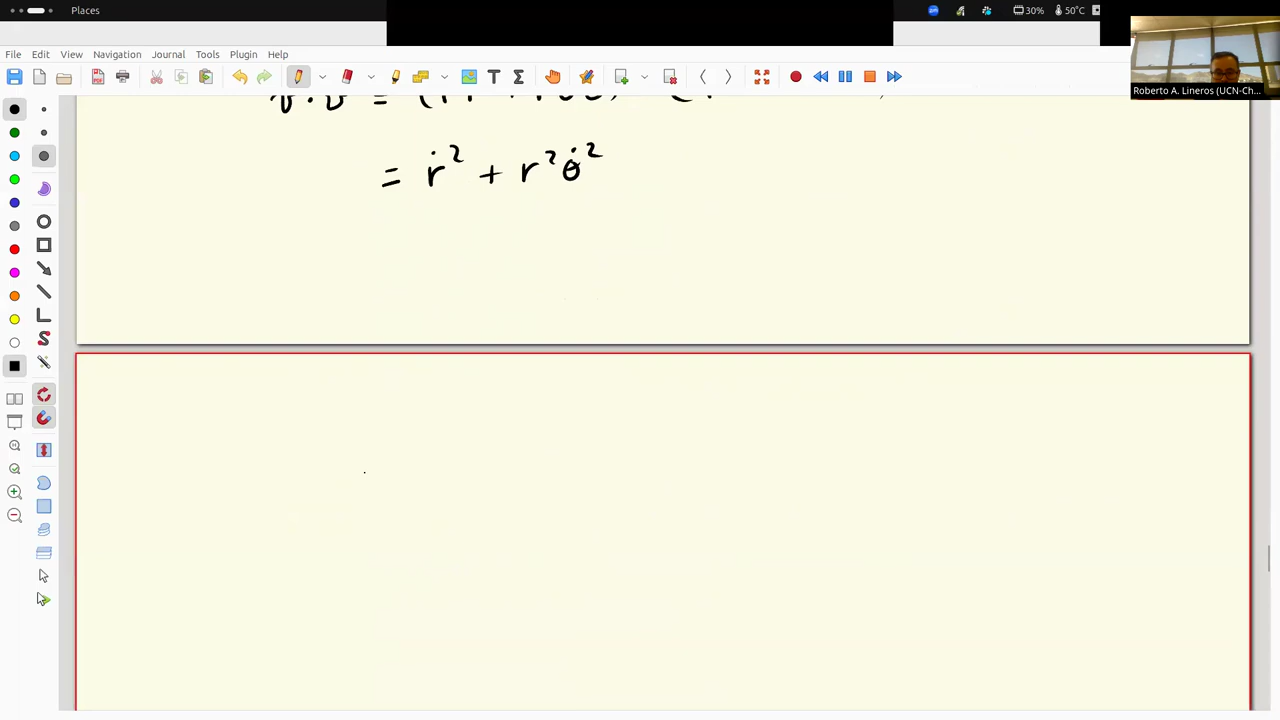 Places
30% 50°C
File Edit View Navigation Journal Tools Plugin Help
Roberto A. Lineros (UCN-Ch...
= ṙ² + r²θ̇²